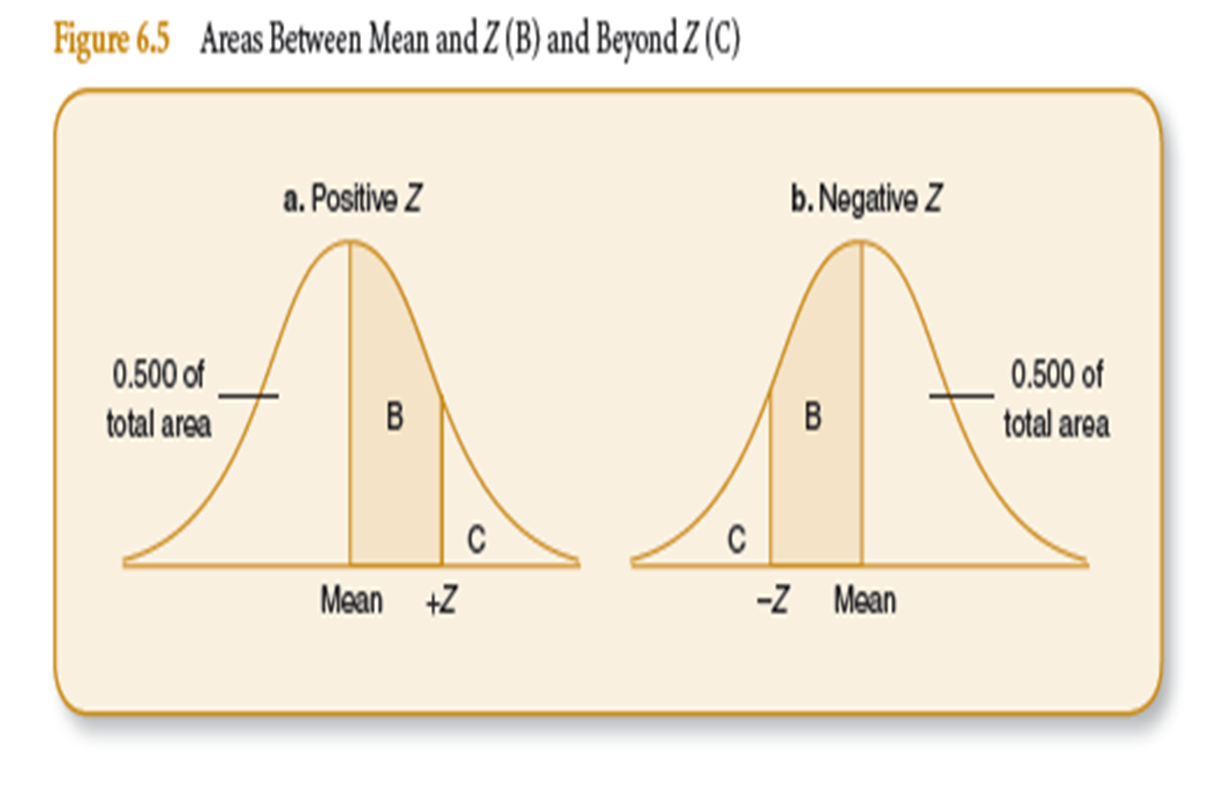 Figure 6.5 Areas Between Mean and Z (B) and Beyond Z (C)
a. Positive Z
0.500 of
total area
B
C
Mean +Z
b. Negative Z
0.500 of
total area
B
C
–Z Mean